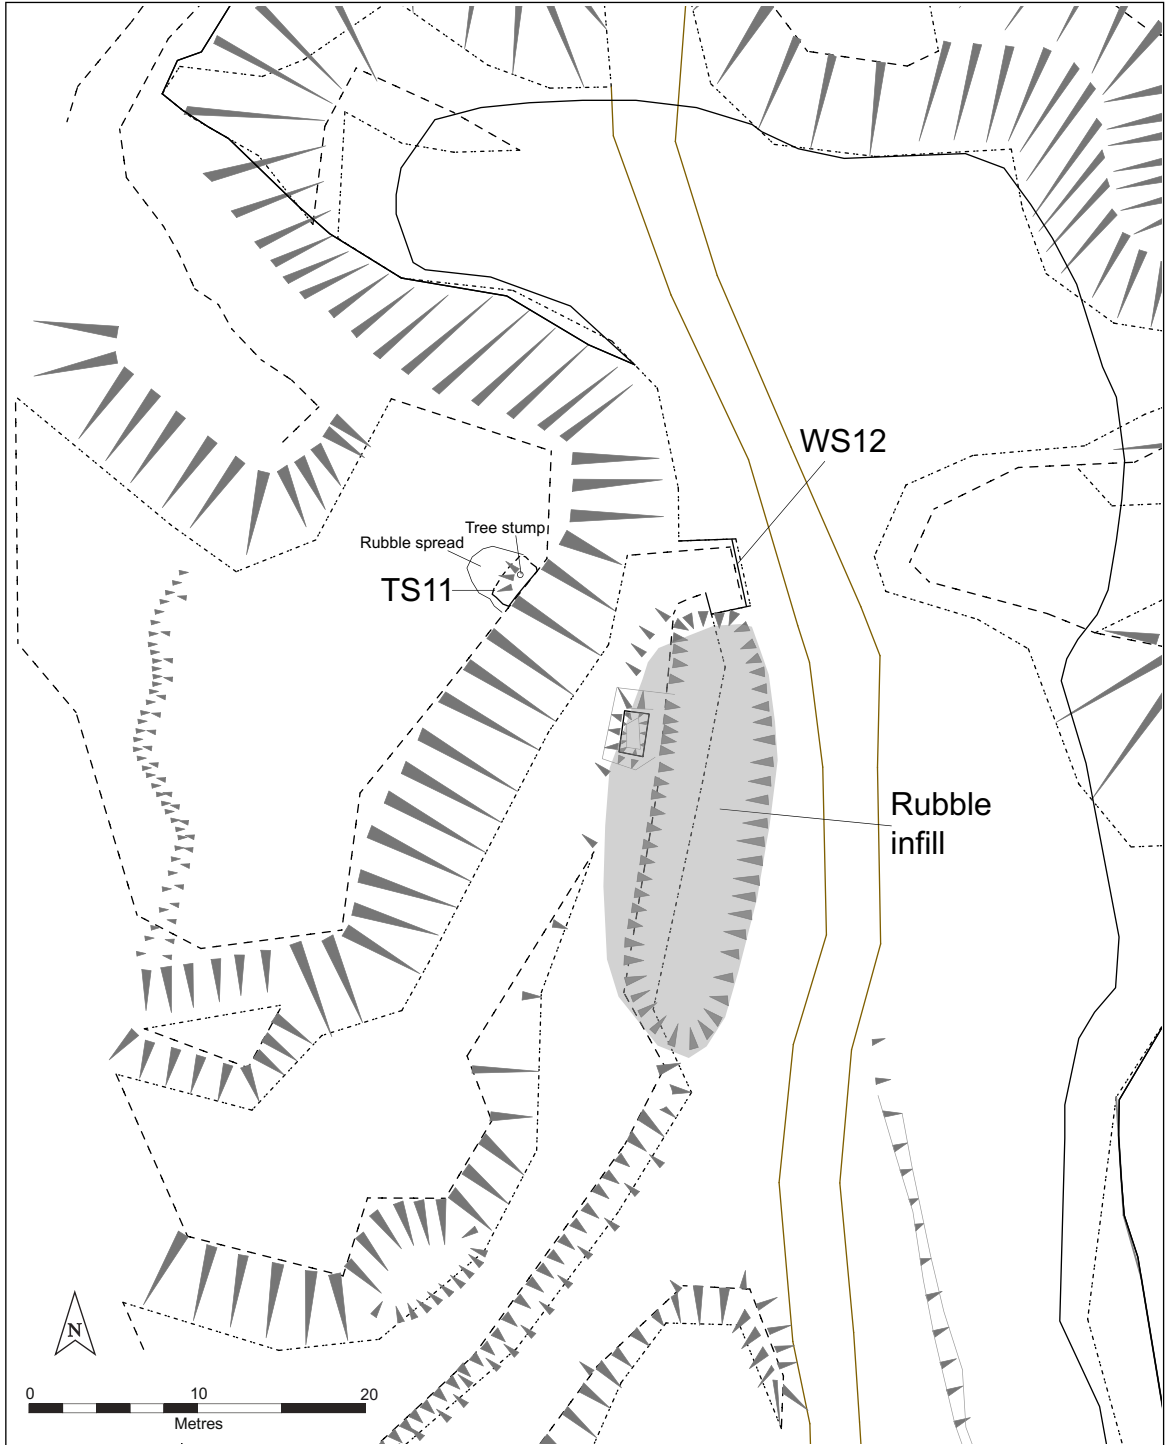 WS12
Tree stump
Rubble spread
TS11
Rubble
infill
N
0 10 20
Metres